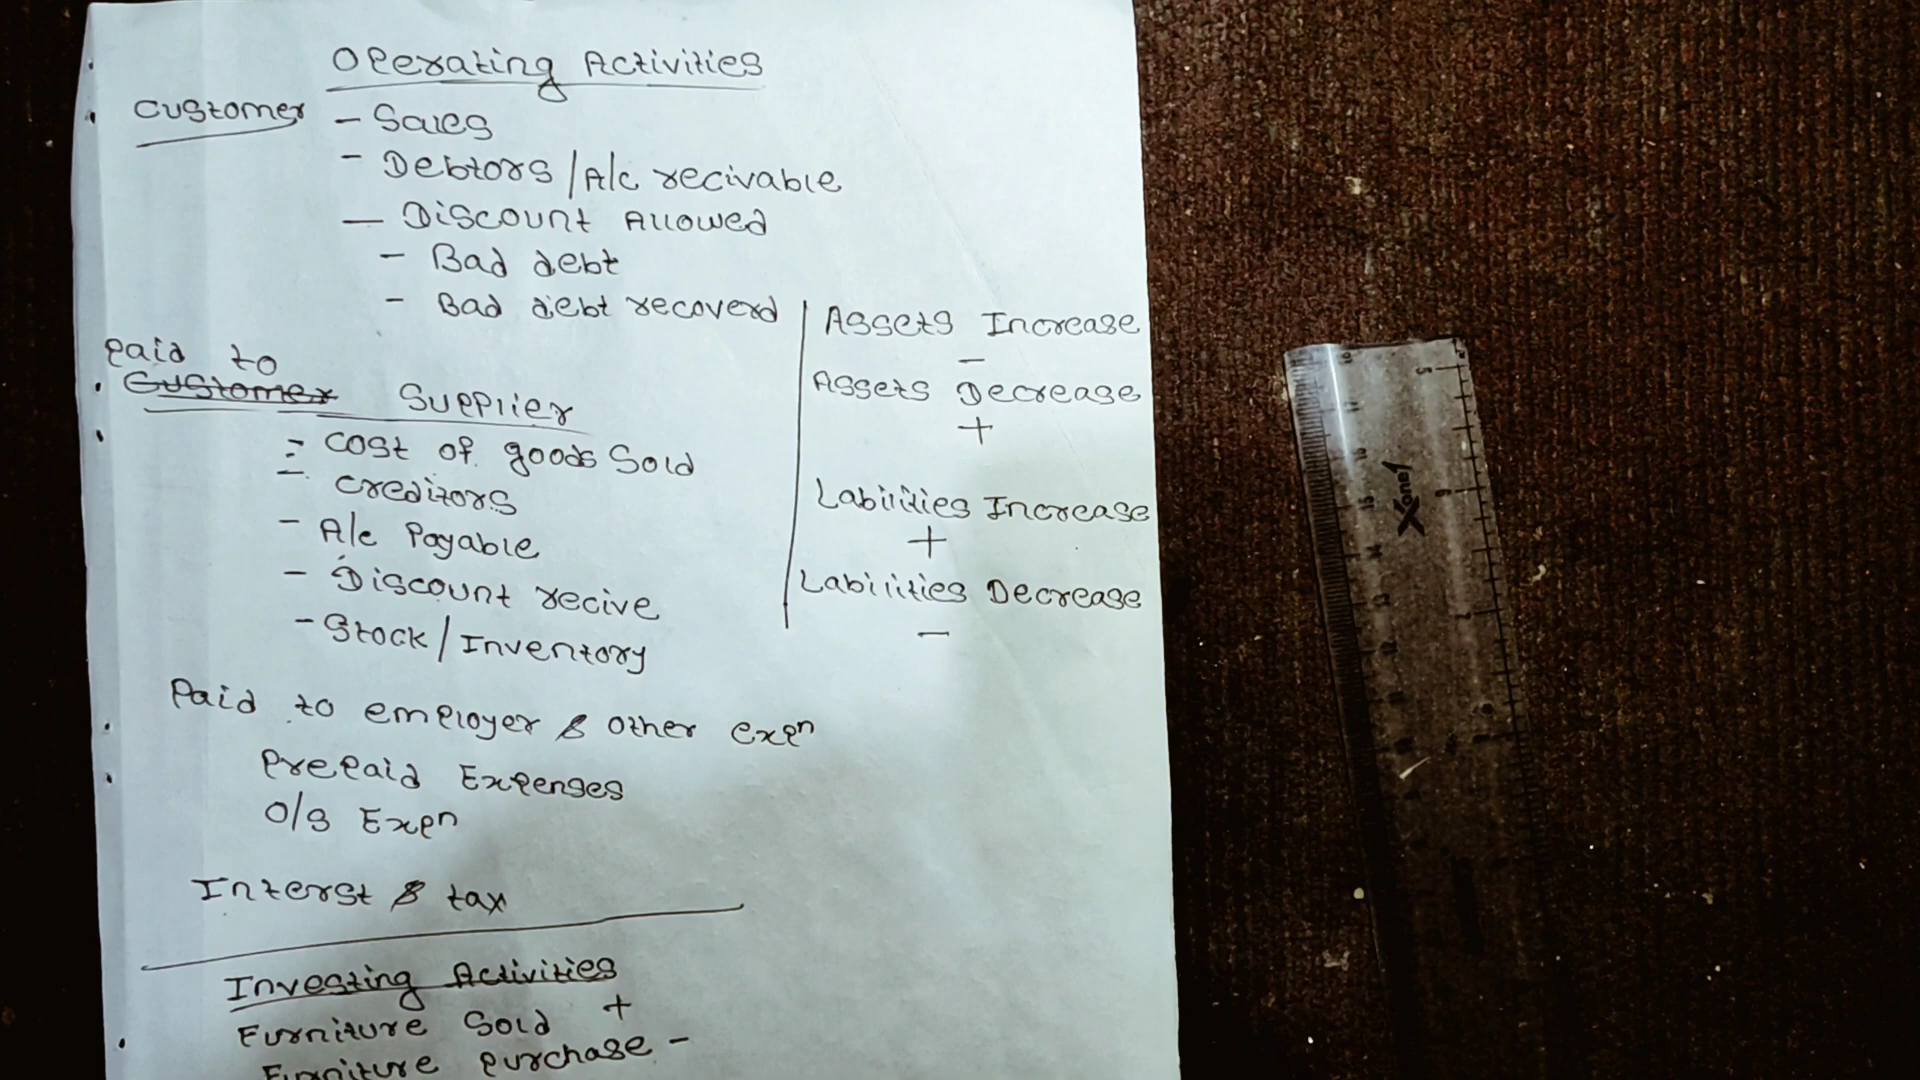 Operating Activities
Customer
- Sales
- Debtors/A/c recivable
- Discount Allowed
- Bad debt
- Bad debt recoverd
Paid to
Customer Supplier
- Cost of goods Sold
- Creditors
- A/c Payable
- Discount recive
- Stock/Inventory
Assets Increase
-
Assets Decrease
+
Labilities Increase
+
Labilities Decrease
-
Paid to employer & other expn
Prepaid Expenses
O/S Expn
Interst & tax
Investing Activities
Furniture Sold +
Furniture Purchase -
Xone1